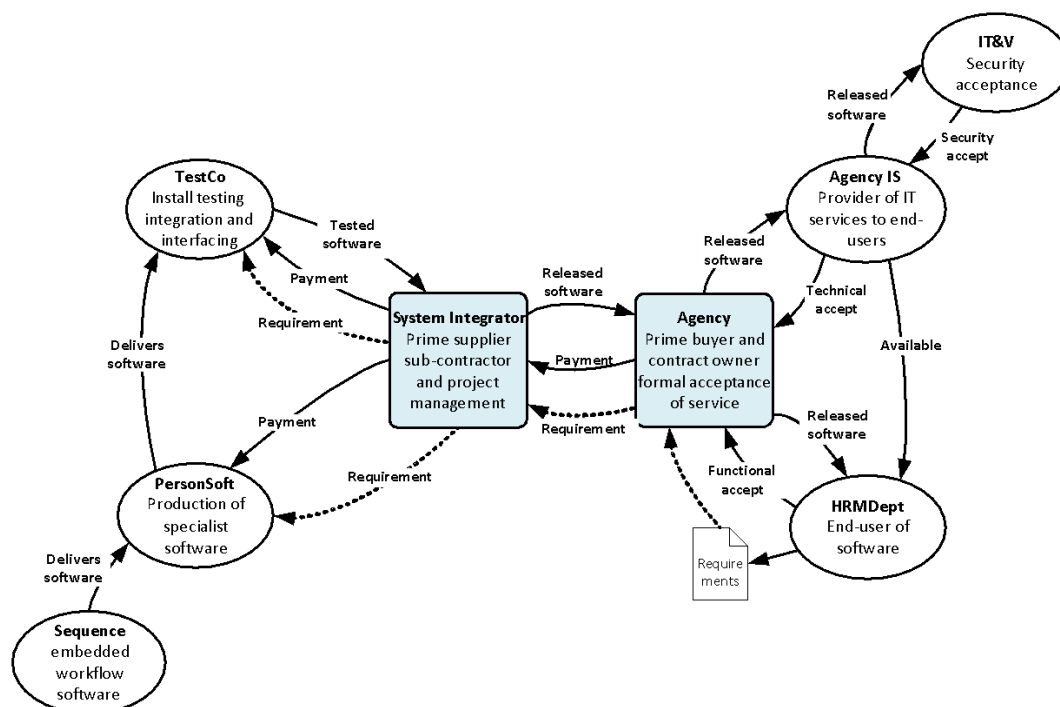 IT&V
Security
acceptance
Released
software
Security
accept
TestCo
Install testing
integration and
interfacing
Agency IS
Provider of IT
services to end-
users
Tested
software
Released
software
Payment
Released
software
Technical
accept
Requirement
System Integrator
Prime supplier
sub-contractor
and project
management
Agency
Prime buyer and
contract owner
formal acceptance
of service
Delivers
software
Available
Payment
Payment
Requirement
Released
software
Requirement
Functional
accept
PersonSoft
Production of
specialist
software
HRMDept
End-user of
software
Require
ments
Delivers
software
Sequence
embedded
workflow
software